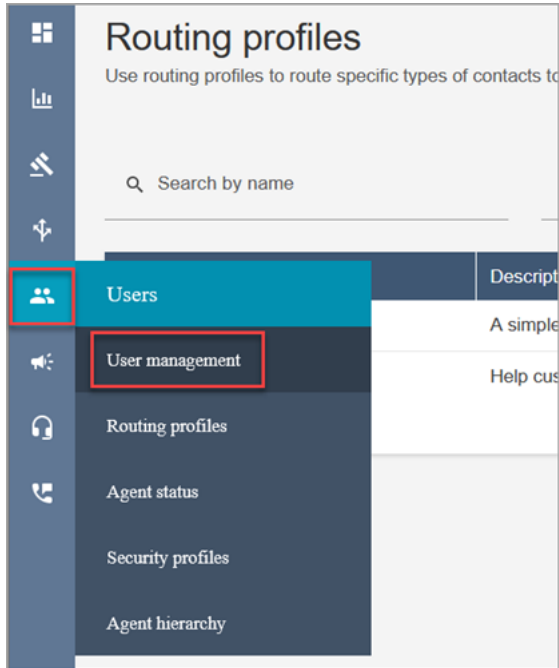 Routing profiles
Use routing profiles to route specific types of contacts to
Search by name
Descript
Users
A simple
User management
Help cus
Routing profiles
Agent status
Security profiles
Agent hierarchy